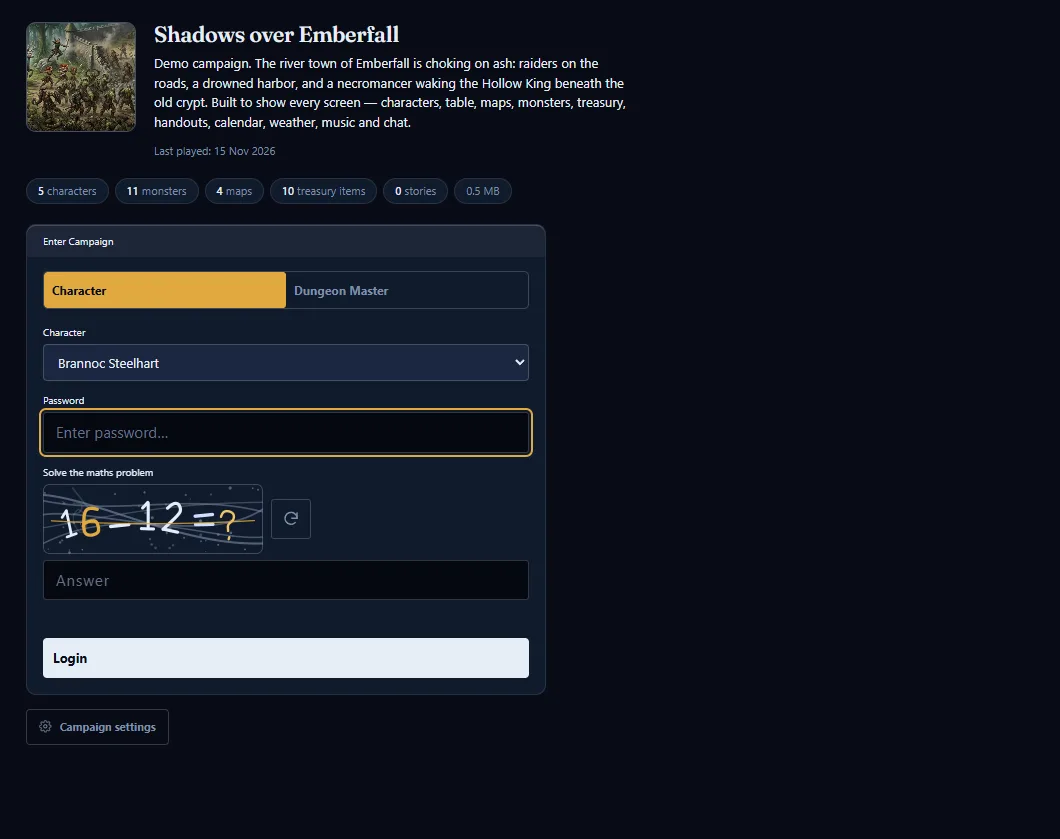 Shadows over Emberfall
Demo campaign. The river town of Emberfall is choking on ash: raiders on the
roads, a drowned harbor, and a necromancer waking the Hollow King beneath the
old crypt. Built to show every screen — characters, table, maps, monsters, treasury,
handouts, calendar, weather, music and chat.
Last played: 15 Nov 2026
5 characters
11 monsters
4 maps
10 treasury items
0 stories
0.5 MB
Enter Campaign
Character
Dungeon Master
Character
Brannoc Steelhart
Password
Enter password...
Solve the maths problem
16−12=?
Answer
Login
Campaign settings